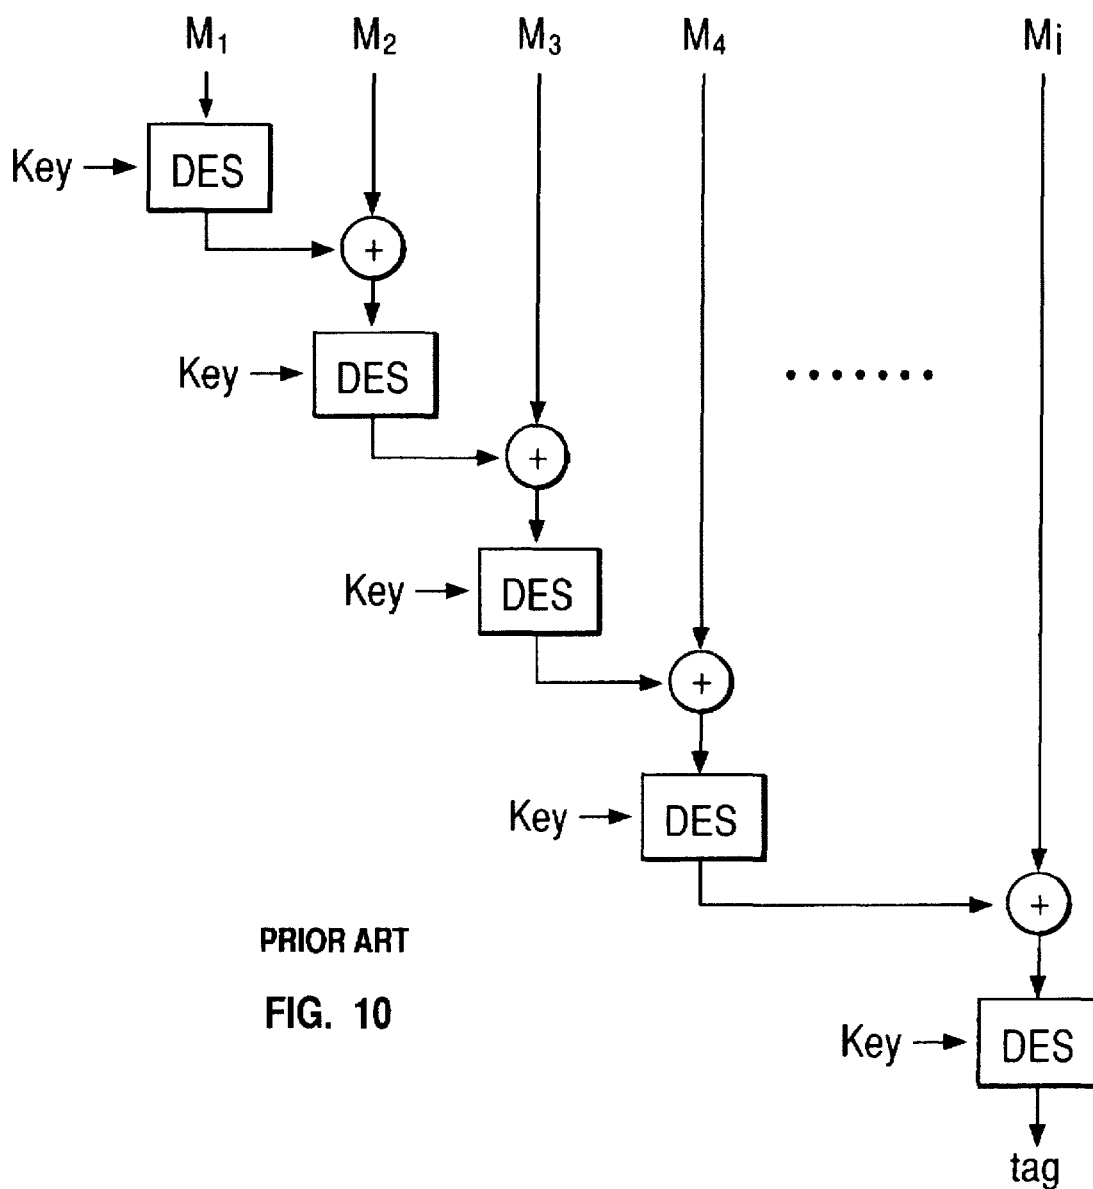 M₁ M₂ M₃ M₄ Mi
Key DES
+
Key DES
+
Key DES
+
Key DES
+
PRIOR ART
FIG. 10
Key DES
tag